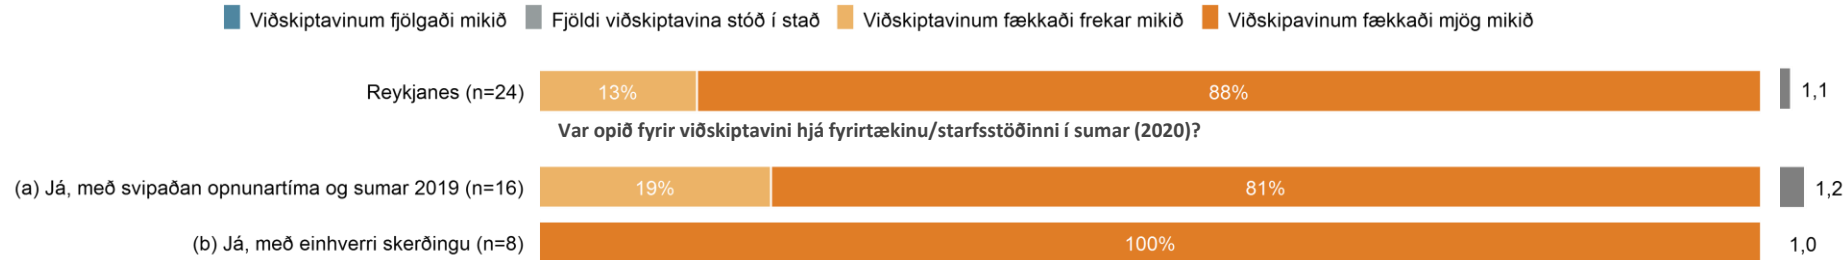 Viðskiptavinum fjölgaði mikið Fjöldi viðskiptavina stóð í stað Viðskiptavinum fækkaði frekar mikið Viðskipavinum fækkaði mjög mikið
Reykjanes (n=24) 13% 88% 1,1
Var opið fyrir viðskiptavini hjá fyrirtækinu/starfsstöðinni í sumar (2020)?
(a) Já, með svipaðan opnunartíma og sumar 2019 (n=16) 19% 81% 1,2
(b) Já, með einhverri skerðingu (n=8) 100% 1,0